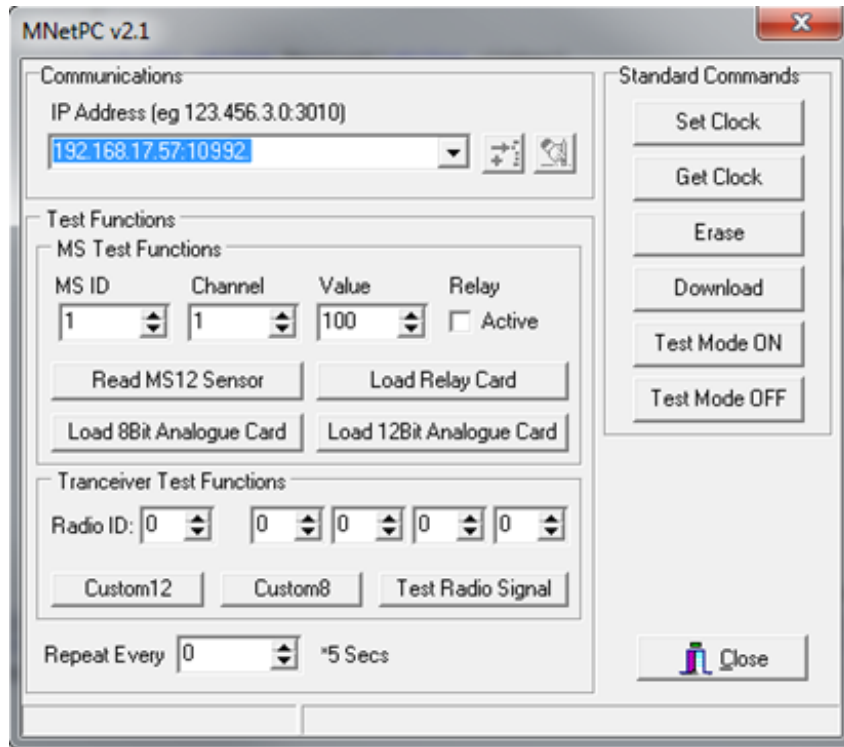 MNetPC v2.1
Communications
IP Address (eg 123.456.3.0:3010)
192.168.17.57:10992.
Test Functions
MS Test Functions
MS ID Channel Value Relay
1 1 100 Active
Read MS12 Sensor Load Relay Card
Load 8Bit Analogue Card Load 12Bit Analogue Card
Tranceiver Test Functions
Radio ID: 0 0 0 0 0
Custom12 Custom8 Test Radio Signal
Repeat Every 0 *5 Secs
Standard Commands
Set Clock
Get Clock
Erase
Download
Test Mode ON
Test Mode OFF
Close